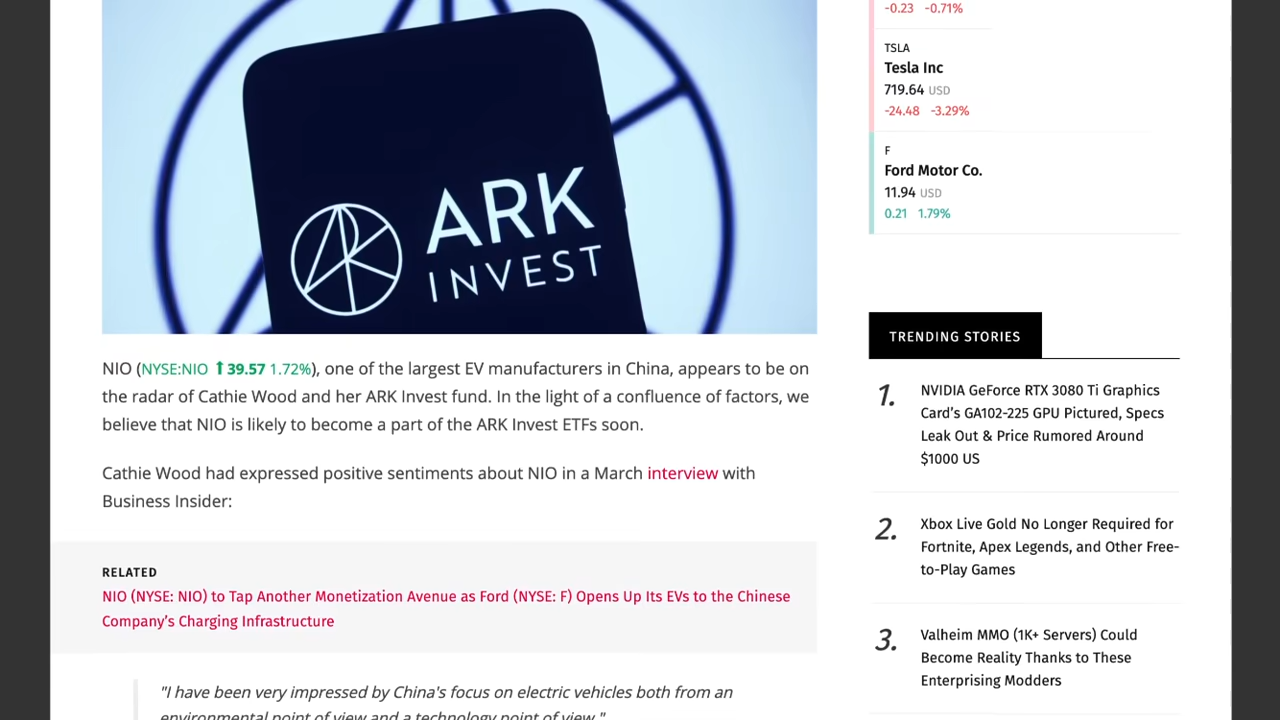 ARK
INVEST
NIO (NYSE:NIO ⬆39.57 1.72%), one of the largest EV manufacturers in China, appears to be on
the radar of Cathie Wood and her ARK Invest fund. In the light of a confluence of factors, we
believe that NIO is likely to become a part of the ARK Invest ETFs soon.
Cathie Wood had expressed positive sentiments about NIO in a March interview with
Business Insider:
RELATED
NIO (NYSE: NIO) to Tap Another Monetization Avenue as Ford (NYSE: F) Opens Up Its EVs to the Chinese
Company's Charging Infrastructure
"I have been very impressed by China's focus on electric vehicles both from an
environmental point of view and a technology point of view."
-0.23 -0.71%
TSLA
Tesla Inc
719.64 USD
-24.48 -3.29%
F
Ford Motor Co.
11.94 USD
0.21 1.79%
TRENDING STORIES
1.
NVIDIA GeForce RTX 3080 Ti Graphics
Card's GA102-225 GPU Pictured, Specs
Leak Out & Price Rumored Around
$1000 US
2.
Xbox Live Gold No Longer Required for
Fortnite, Apex Legends, and Other Free-
to-Play Games
3.
Valheim MMO (1K+ Servers) Could
Become Reality Thanks to These
Enterprising Modders